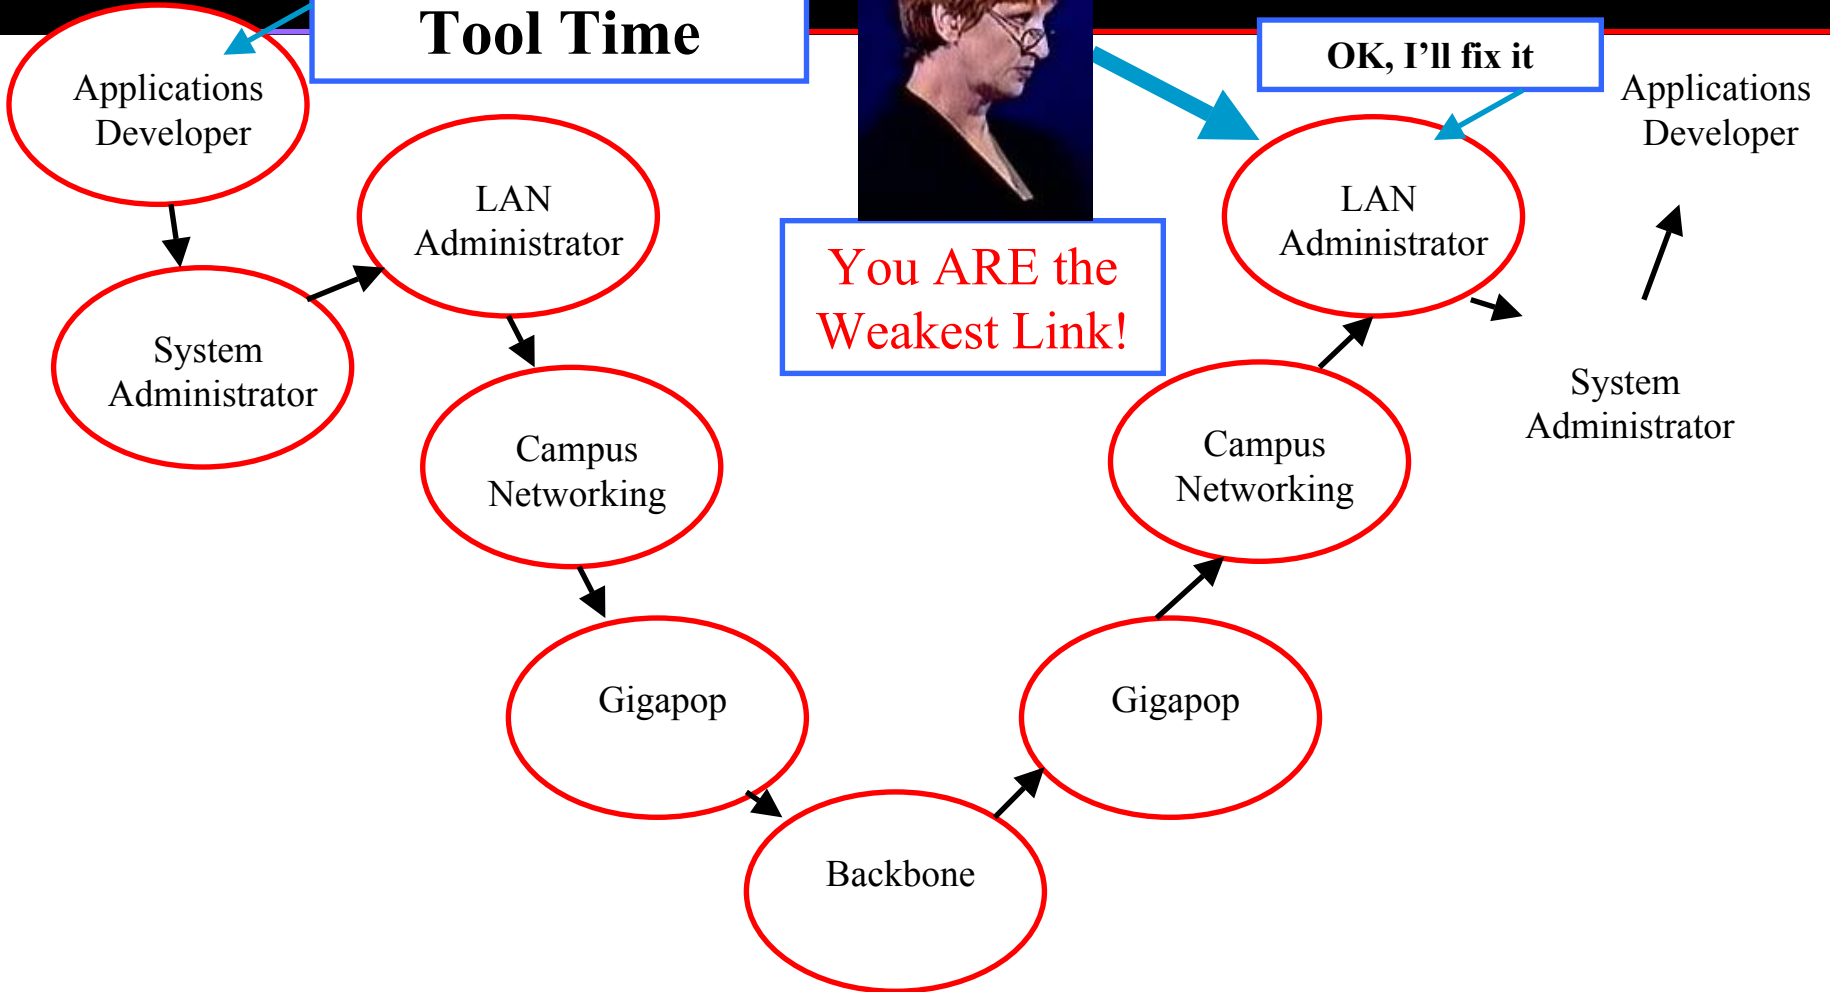 Tool Time
OK, I’ll fix it
Applications
Developer
Applications
Developer
LAN
Administrator
LAN
Administrator
You ARE the
Weakest Link!
System
Administrator
System
Administrator
Campus
Networking
Campus
Networking
Gigapop
Gigapop
Backbone